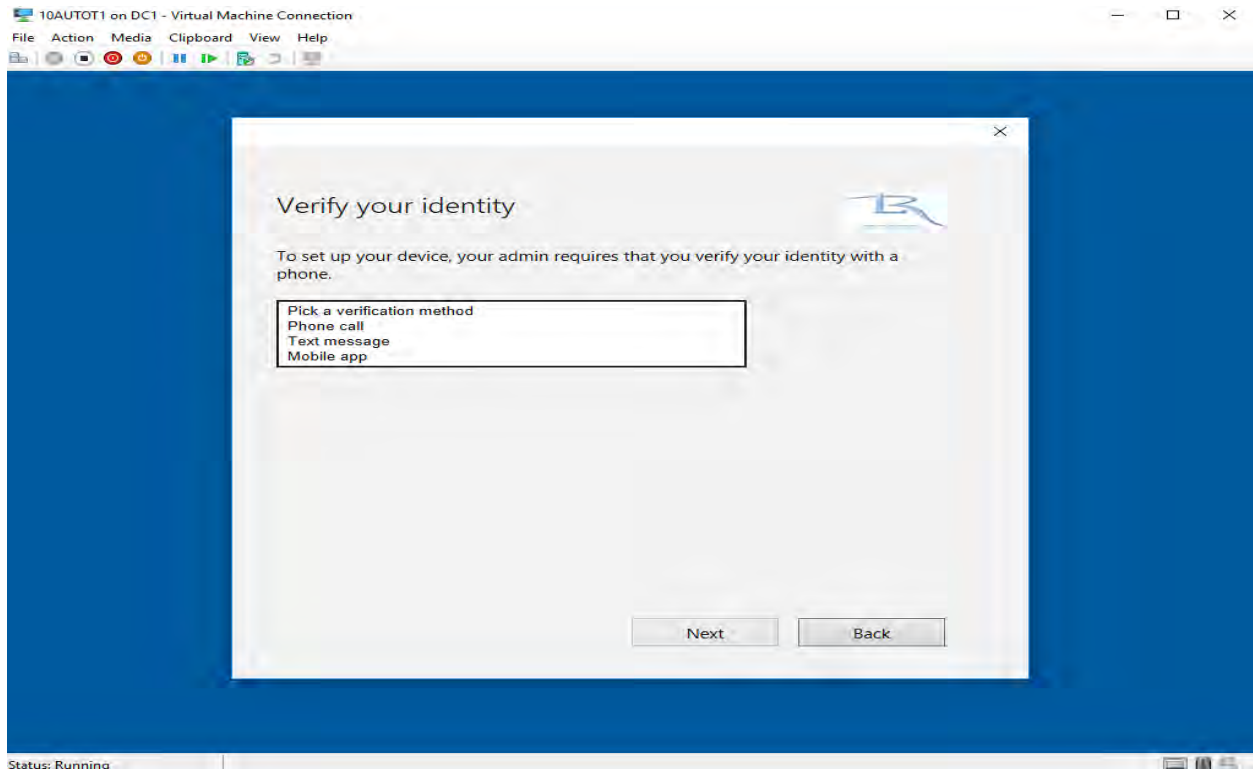 10AUTOT1 on DC1 - Virtual Machine Connection
File Action Media Clipboard View Help
Verify your identity
To set up your device, your admin requires that you verify your identity with a
phone.
Pick a verification method
Phone call
Text message
Mobile app
Next Back
Status: Running